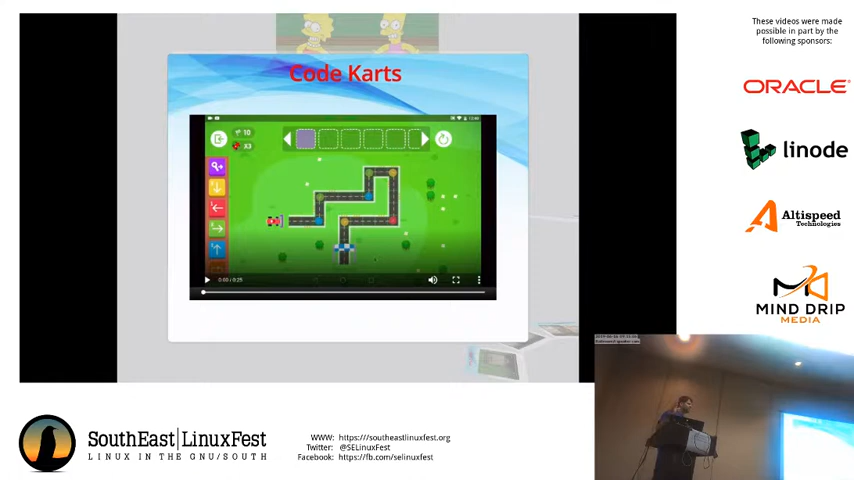 These videos were made
possible in part by the
following sponsors:
Code Karts
ORACLE
linode
Altispeed
Technologies
MIND DRIP
MEDIA
10
X3
0:00 / 0:25
SouthEast|LinuxFest
LINUX IN THE GNU/SOUTH
WWW: https://southeastlinuxfest.org
Twitter: @SELinuxFest
Facebook: https://fb.com/selinuxfest